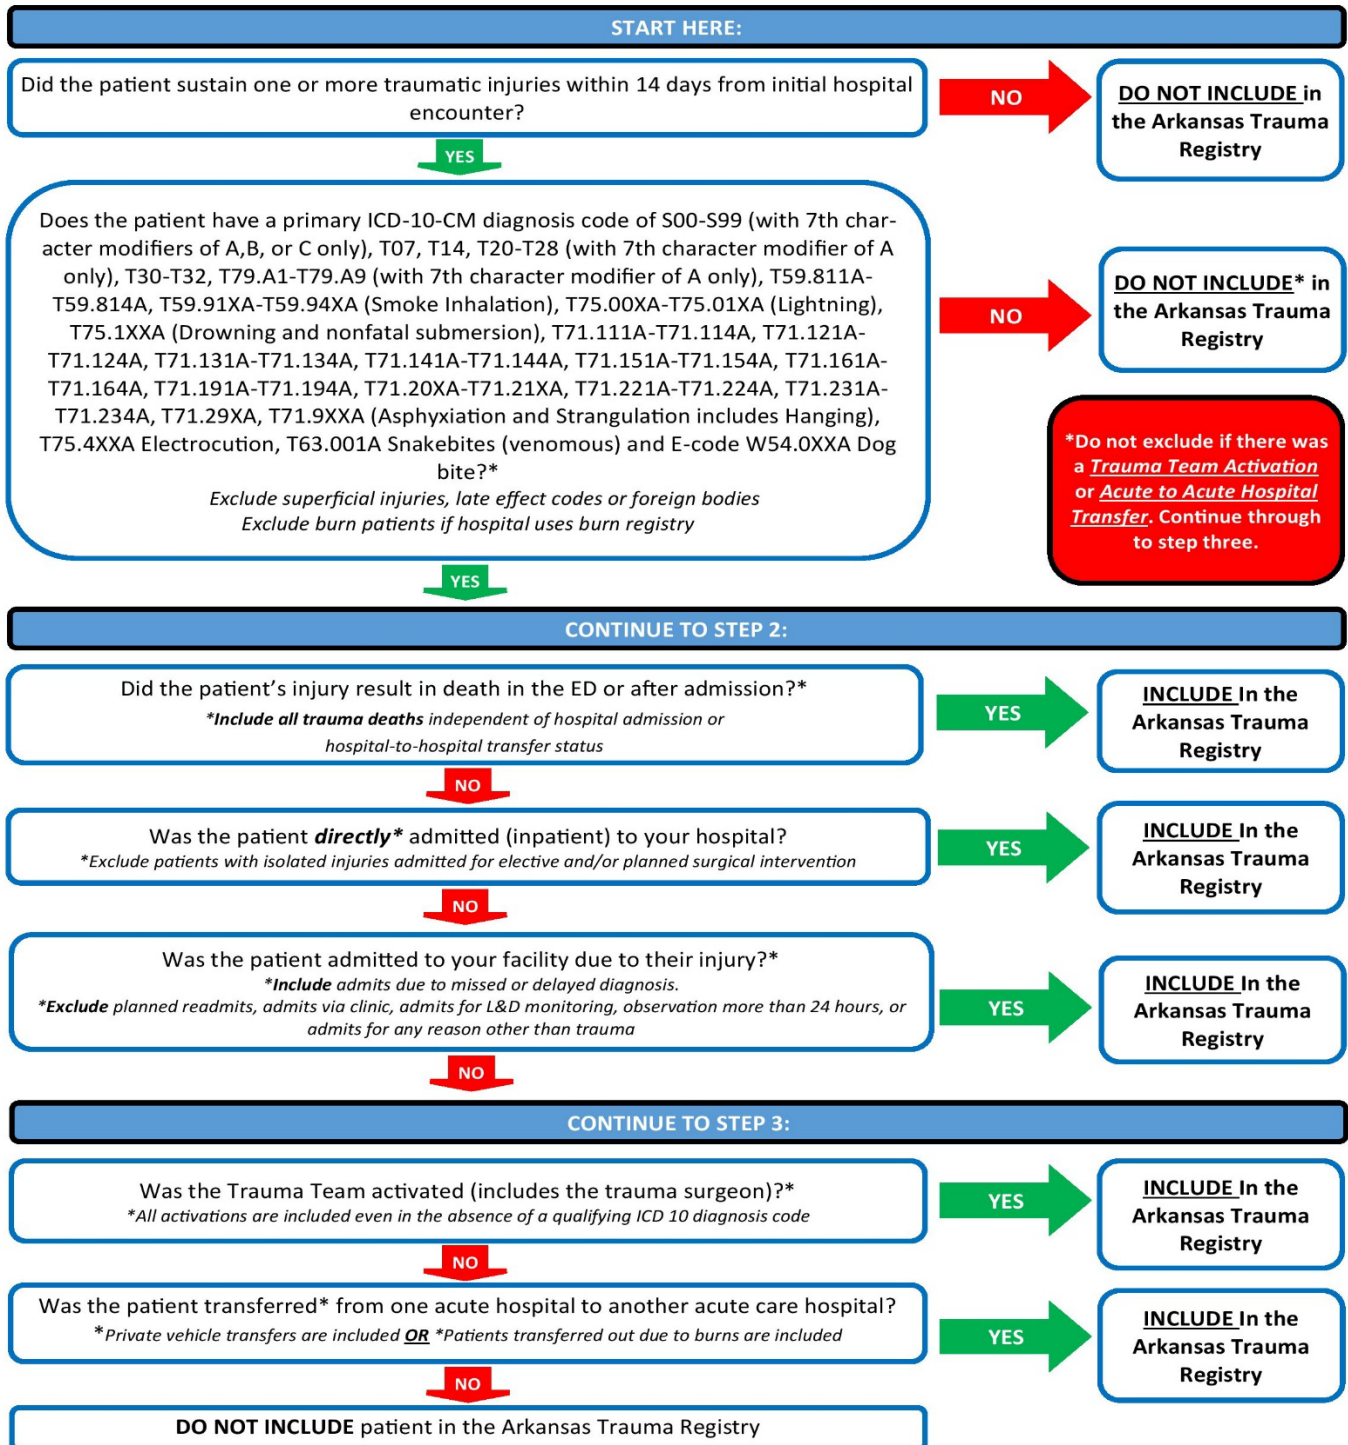 START HERE:
Did the patient sustain one or more traumatic injuries within 14 days from initial hospital
encounter?
NO
DO NOT INCLUDE in
the Arkansas Trauma
Registry
YES
Does the patient have a primary ICD-10-CM diagnosis code of S00-S99 (with 7th char-
acter modifiers of A,B, or C only), T07, T14, T20-T28 (with 7th character modifier of A
only), T30-T32, T79.A1-T79.A9 (with 7th character modifier of A only), T59.811A-
T59.814A, T59.91XA-T59.94XA (Smoke Inhalation), T75.00XA-T75.01XA (Lightning),
T75.1XXA (Drowning and nonfatal submersion), T71.111A-T71.114A, T71.121A-
T71.124A, T71.131A-T71.134A, T71.141A-T71.144A, T71.151A-T71.154A, T71.161A-
T71.164A, T71.191A-T71.194A, T71.20XA-T71.21XA, T71.221A-T71.224A, T71.231A-
T71.234A, T71.29XA, T71.9XXA (Asphyxiation and Strangulation includes Hanging),
T75.4XXA Electrocution, T63.001A Snakebites (venomous) and E-code W54.0XXA Dog
bite?*
Exclude superficial injuries, late effect codes or foreign bodies
Exclude burn patients if hospital uses burn registry
NO
DO NOT INCLUDE* in
the Arkansas Trauma
Registry
*Do not exclude if there was
a Trauma Team Activation
or Acute to Acute Hospital
Transfer. Continue through
to step three.
YES
CONTINUE TO STEP 2:
Did the patient's injury result in death in the ED or after admission?*
*Include all trauma deaths independent of hospital admission or
hospital-to-hospital transfer status
YES
INCLUDE In the
Arkansas Trauma
Registry
NO
Was the patient directly* admitted (inpatient) to your hospital?
*Exclude patients with isolated injuries admitted for elective and/or planned surgical intervention
YES
INCLUDE In the
Arkansas Trauma
Registry
NO
Was the patient admitted to your facility due to their injury?*
*Include admits due to missed or delayed diagnosis.
*Exclude planned readmits, admits via clinic, admits for L&D monitoring, observation more than 24 hours, or
admits for any reason other than trauma
YES
INCLUDE In the
Arkansas Trauma
Registry
NO
CONTINUE TO STEP 3:
Was the Trauma Team activated (includes the trauma surgeon)?*
*All activations are included even in the absence of a qualifying ICD 10 diagnosis code
YES
INCLUDE In the
Arkansas Trauma
Registry
NO
Was the patient transferred* from one acute hospital to another acute care hospital?
*Private vehicle transfers are included OR *Patients transferred out due to burns are included
YES
INCLUDE In the
Arkansas Trauma
Registry
NO
DO NOT INCLUDE patient in the Arkansas Trauma Registry